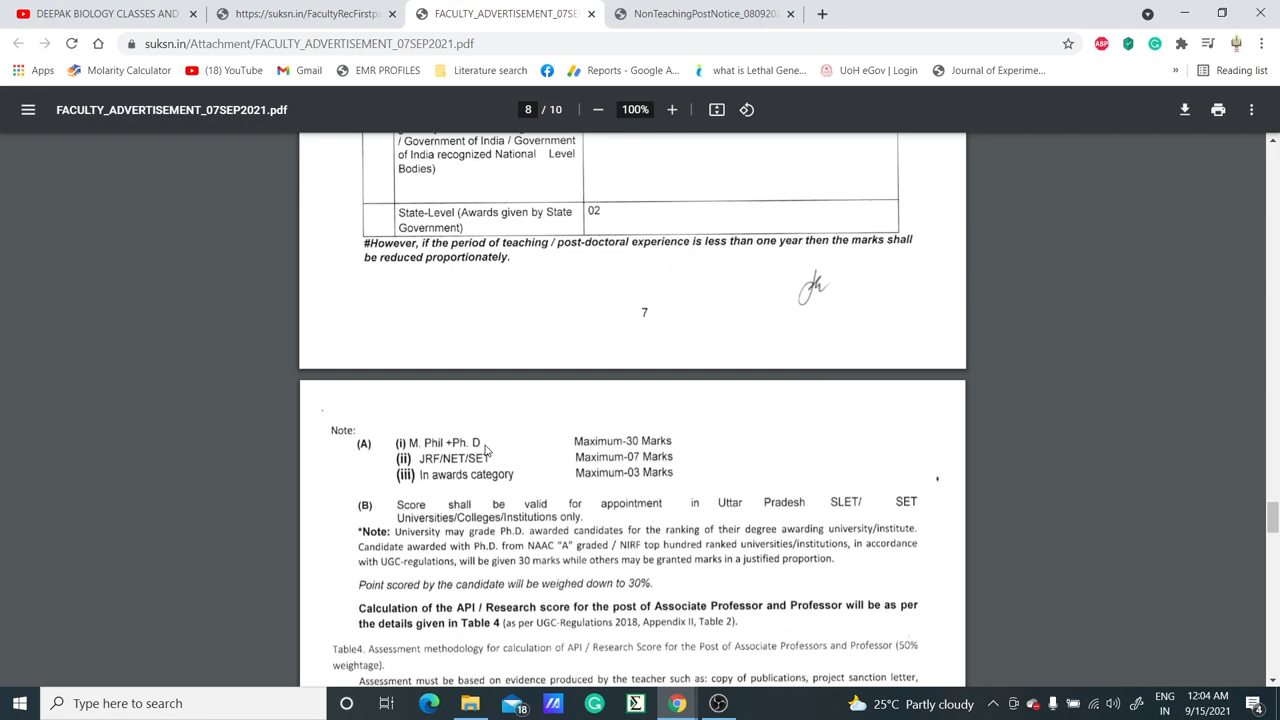 DEEPAK BIOLOGY CLASSES AND
https://suksn.in/FacultyRecFirstp
FACULTY_ADVERTISEMENT_07SE
NonTeachingPostNotice_0809202
suksn.in/Attachment/FACULTY_ADVERTISEMENT_07SEP2021.pdf
ABP
Apps
Molarity Calculator
(18) YouTube
Gmail
EMR PROFILES
Literature search
Reports - Google A...
what is Lethal Gene...
UoH eGov | Login
Journal of Experime...
»
Reading list
FACULTY_ADVERTISEMENT_07SEP2021.pdf
8 / 10
100%
/ Government of India / Government
of India recognized National Level
Bodies)
State-Level (Awards given by State
Government)
02
#However, if the period of teaching / post-doctoral experience is less than one year then the marks shall
be reduced proportionately.
7
Note:
(A) (i) M. Phil +Ph. D Maximum-30 Marks
(ii) JRF/NET/SET Maximum-07 Marks
(iii) In awards category Maximum-03 Marks
(B) Score shall be valid for appointment in Uttar Pradesh SLET/ SET
Universities/Colleges/Institutions only.
*Note: University may grade Ph.D. awarded candidates for the ranking of their degree awarding university/institute.
Candidate awarded with Ph.D. from NAAC "A" graded / NIRF top hundred ranked universities/institutions, in accordance
with UGC-regulations, will be given 30 marks while others may be granted marks in a justified proportion.
Point scored by the candidate will be weighed down to 30%.
Calculation of the API / Research score for the post of Associate Professor and Professor will be as per
the details given in Table 4 (as per UGC-Regulations 2018, Appendix II, Table 2).
Table4. Assessment methodology for calculation of API / Research Score for the Post of Associate Professors and Professor (50%
weightage).
Assessment must be based on evidence produced by the teacher such as: copy of publications, project sanction letter,
Type here to search
18
25°C Partly cloudy
ENG
IN
12:04 AM
9/15/2021
4